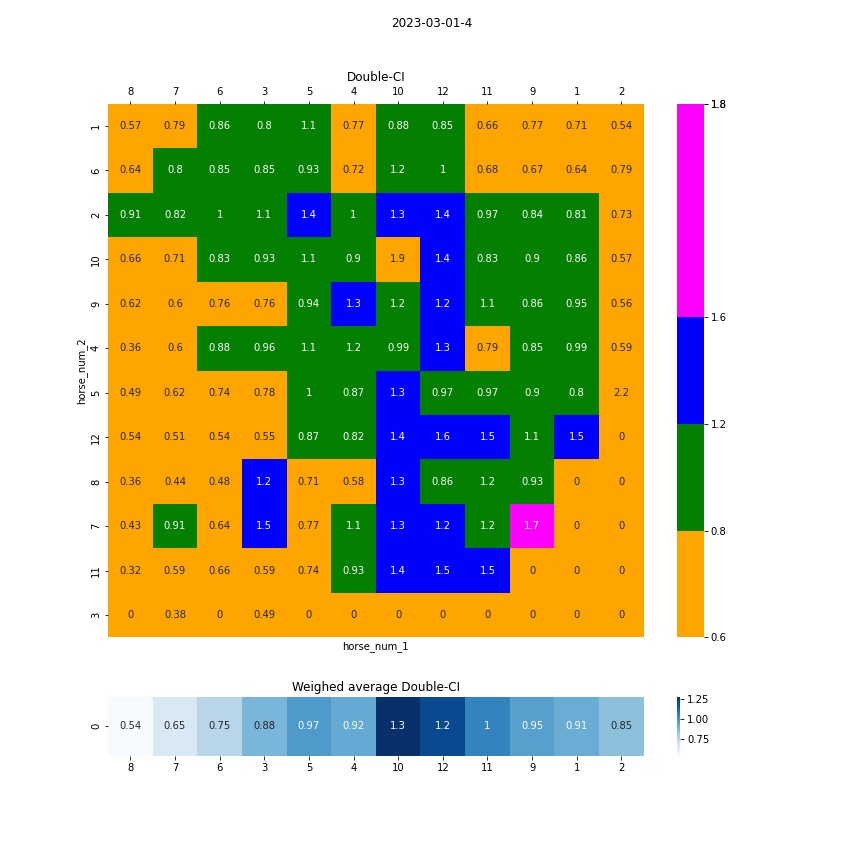 2023-03-01-4
Double-CI
8 7 6 3 5 4 10 12 11 9 1 2
1 0.57 0.79 0.86 0.8 1.1 0.77 0.88 0.85 0.66 0.77 0.71 0.54
6 0.64 0.8 0.85 0.85 0.93 0.72 1.2 1 0.68 0.67 0.64 0.79
2 0.91 0.82 1 1.1 1.4 1 1.3 1.4 0.97 0.84 0.81 0.73
10 0.66 0.71 0.83 0.93 1.1 0.9 1.9 1.4 0.83 0.9 0.86 0.57
9 0.62 0.6 0.76 0.76 0.94 1.3 1.2 1.2 1.1 0.86 0.95 0.56
4 0.36 0.6 0.88 0.96 1.1 1.2 0.99 1.3 0.79 0.85 0.99 0.59
5 0.49 0.62 0.74 0.78 1 0.87 1.3 0.97 0.97 0.9 0.8 2.2
12 0.54 0.51 0.54 0.55 0.87 0.82 1.4 1.6 1.5 1.1 1.5 0
8 0.36 0.44 0.48 1.2 0.71 0.58 1.3 0.86 1.2 0.93 0 0
7 0.43 0.91 0.64 1.5 0.77 1.1 1.3 1.2 1.2 1.7 0 0
11 0.32 0.59 0.66 0.59 0.74 0.93 1.4 1.5 1.5 0 0 0
3 0 0.38 0 0.49 0 0 0 0 0 0 0 0
horse_num_2
horse_num_1
1.8
1.6
1.2
0.8
0.6
Weighed average Double-CI
0 0.54 0.65 0.75 0.88 0.97 0.92 1.3 1.2 1 0.95 0.91 0.85
8 7 6 3 5 4 10 12 11 9 1 2
1.25
1.00
0.75